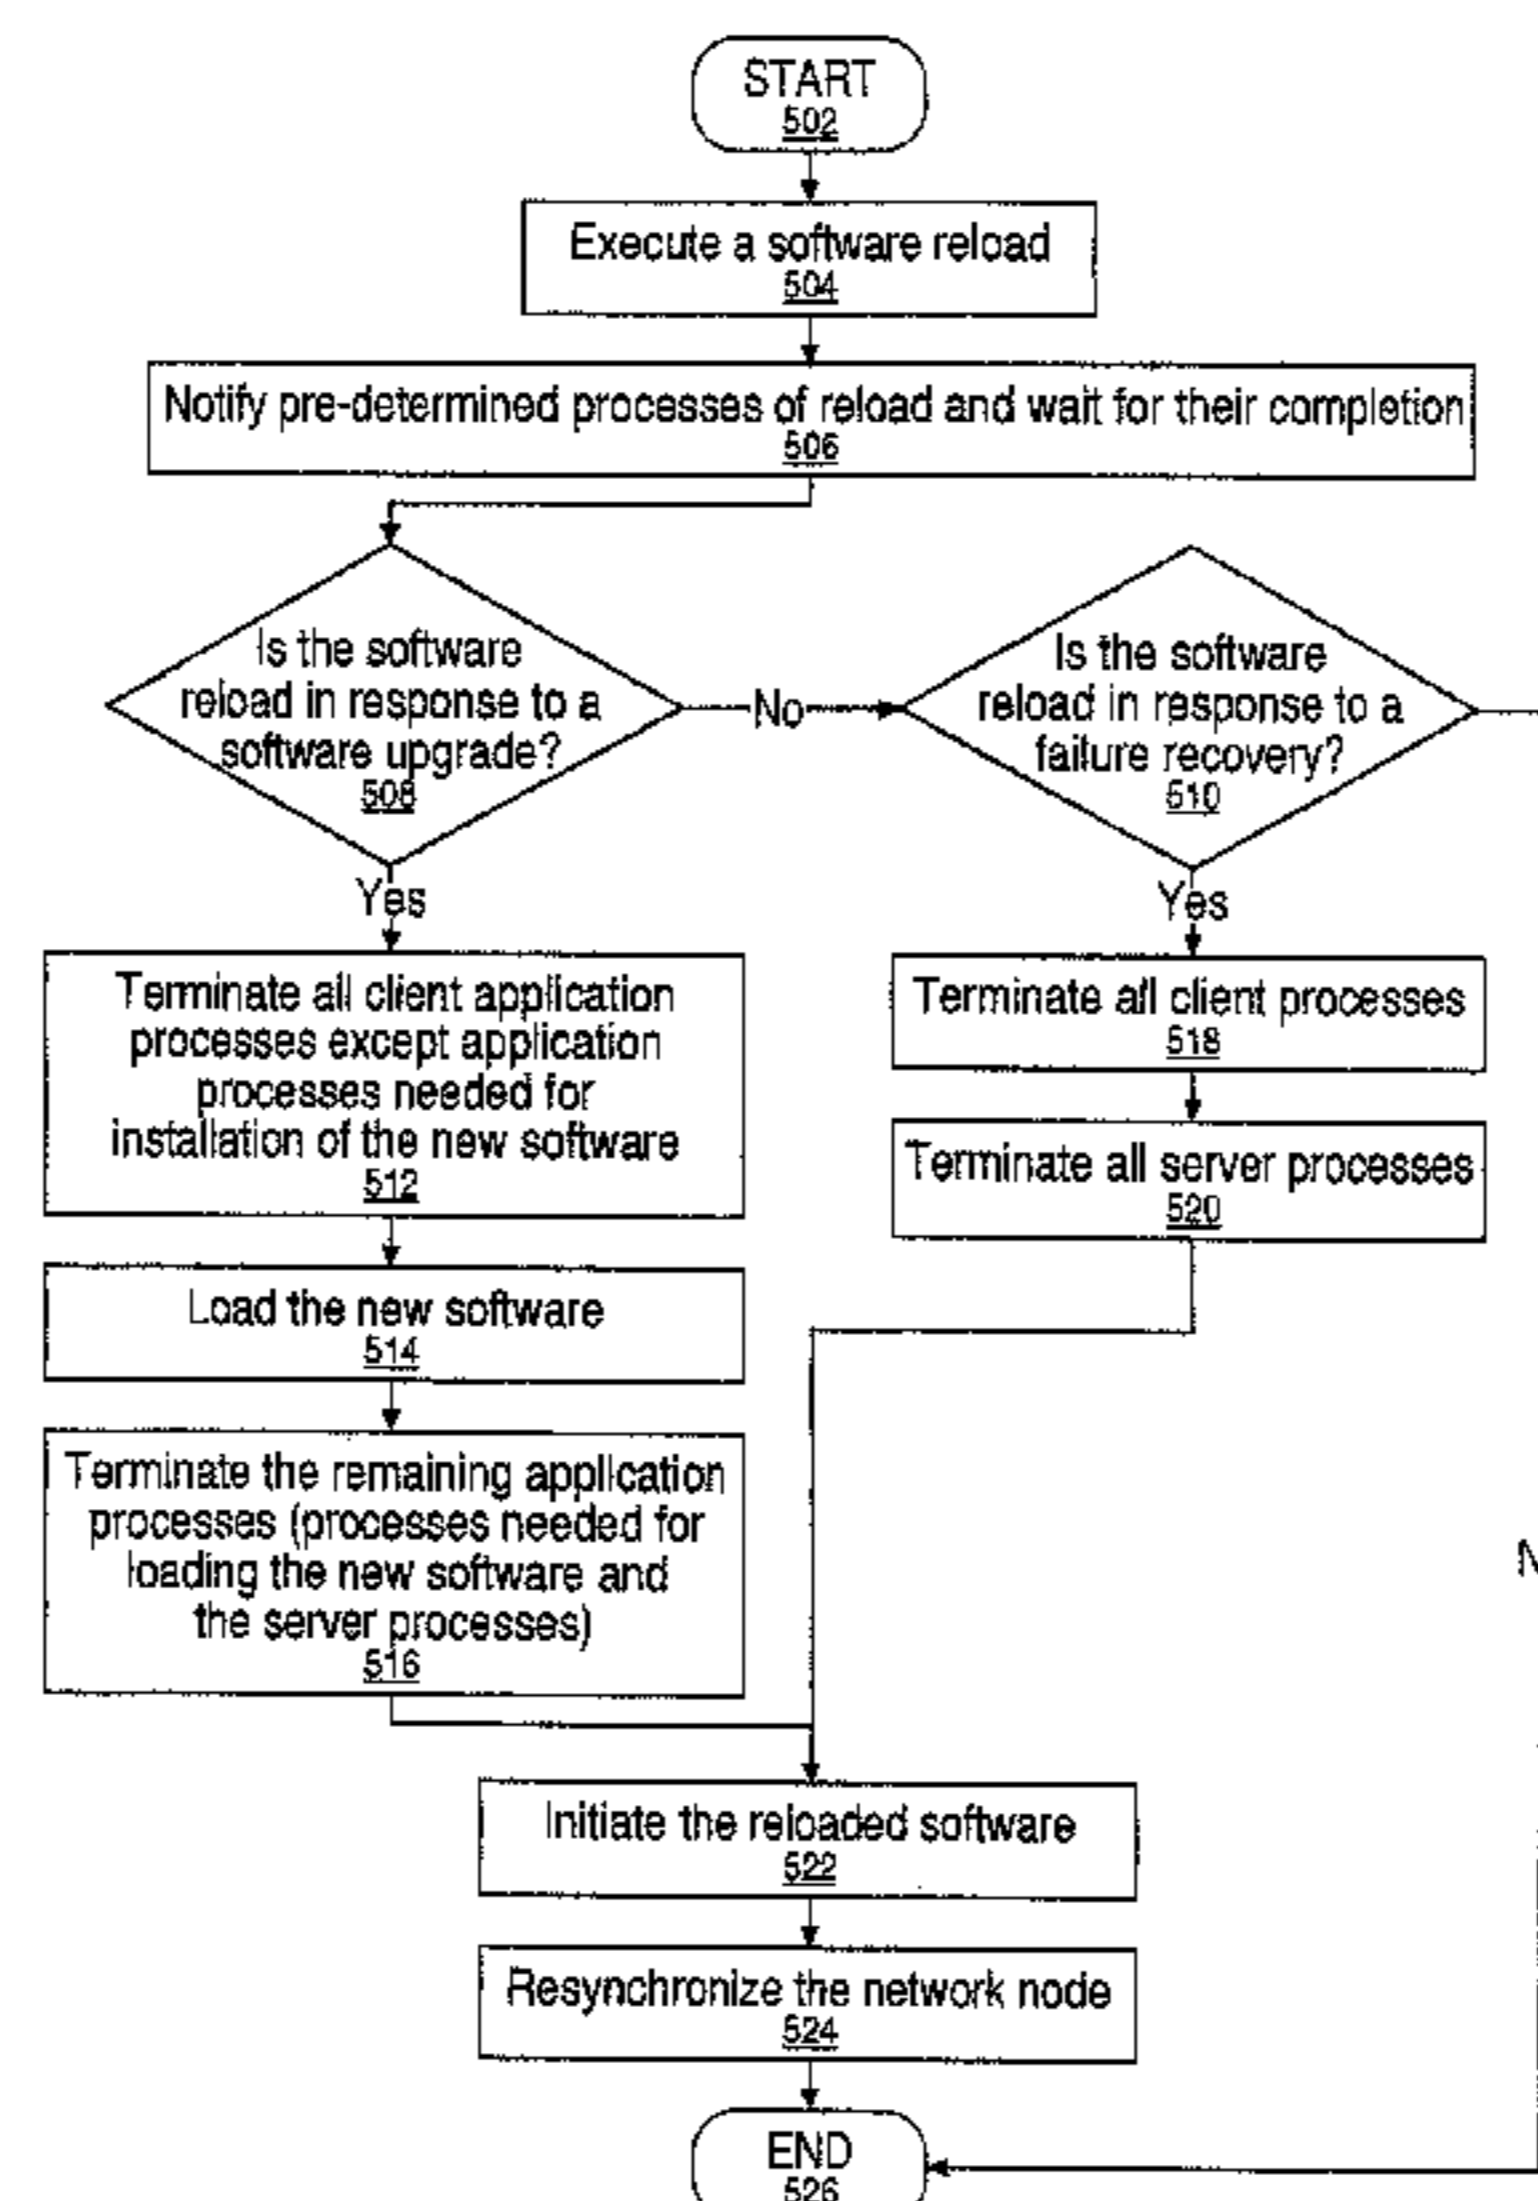 START
502
Execute a software reload
504
Notify pre-determined processes of reload and wait for their completion
506
Is the software
reload in response to a
software upgrade?
508
No
Is the software
reload in response to a
failure recovery?
510
Yes
Yes
Terminate all client application
processes except application
processes needed for
installation of the new software
512
Terminate all client processes
518
Terminate all server processes
520
Load the new software
514
Terminate the remaining application
processes (processes needed for
loading the new software and
the server processes)
516
Initiate the reloaded software
522
Resynchronize the network node
524
END
526